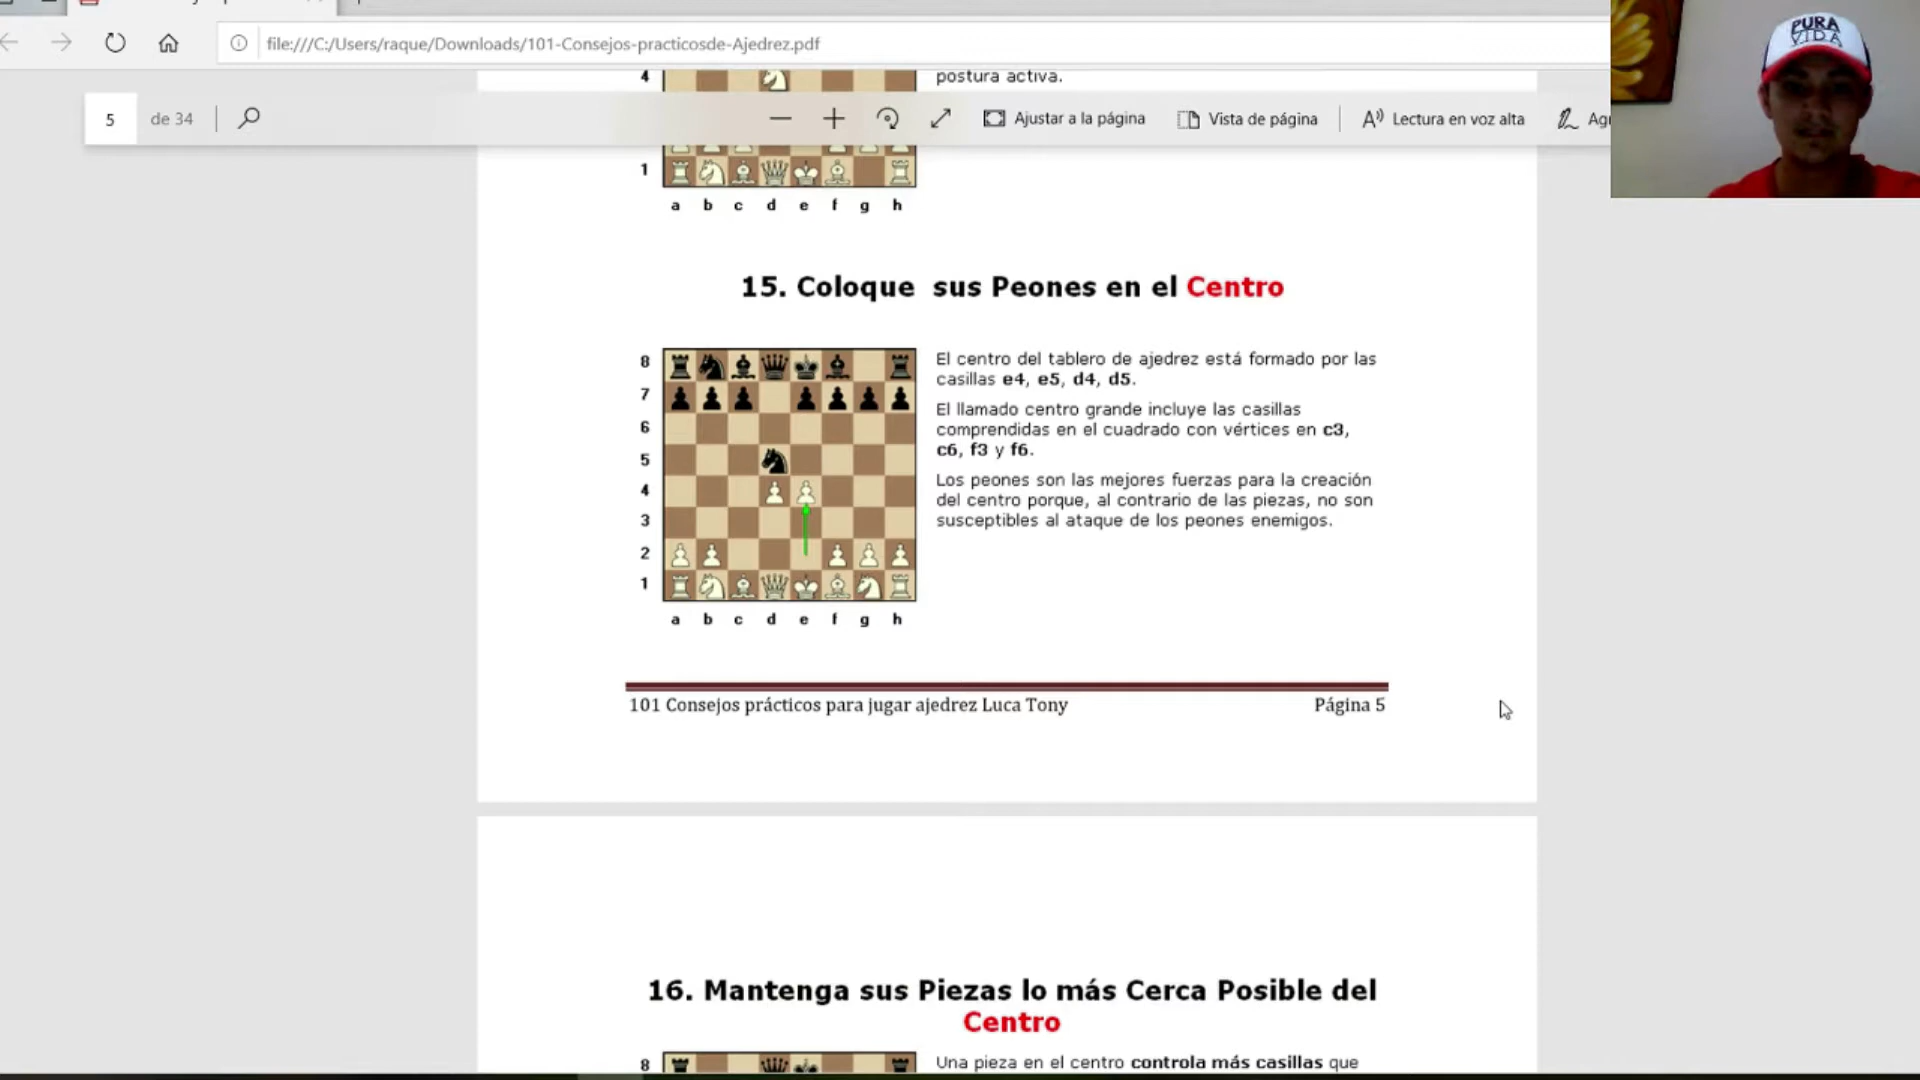 file:///C:/Users/raque/Downloads/101-Consejos-practicosde-Ajedrez.pdf
PURA
VIDA
4
postura activa.
5 de 34
Ajustar a la página
Vista de página
Lectura en voz alta
1
a b c d e f g h
15. Coloque sus Peones en el Centro
8
7
6
5
4
3
2
1
a b c d e f g h
El centro del tablero de ajedrez está formado por las
casillas e4, e5, d4, d5.
El llamado centro grande incluye las casillas
comprendidas en el cuadrado con vértices en c3,
c6, f3 y f6.
Los peones son las mejores fuerzas para la creación
del centro porque, al contrario de las piezas, no son
susceptibles al ataque de los peones enemigos.
101 Consejos prácticos para jugar ajedrez Luca Tony
Página 5
16. Mantenga sus Piezas lo más Cerca Posible del
Centro
8
Una pieza en el centro controla más casillas que